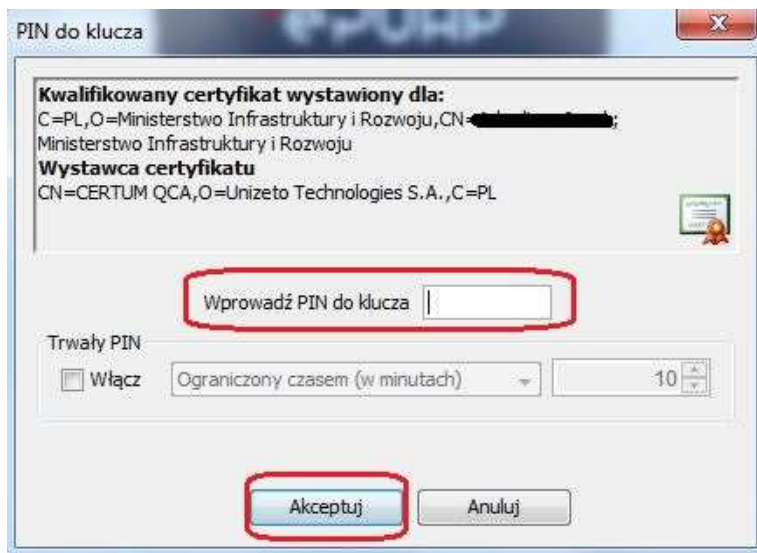 PIN do klucza
ePUAP
Kwalifikowany certyfikat wystawiony dla:
C=PL,O=Ministerstwo Infrastruktury i Rozwoju,CN=
Ministerstwo Infrastruktury i Rozwoju
Wystawca certyfikatu
CN=CERTUM QCA,O=Unizeto Technologies S.A.,C=PL
Wprowadź PIN do klucza
Trwały PIN
Włącz Ograniczony czasem (w minutach) 10
Akceptuj Anuluj